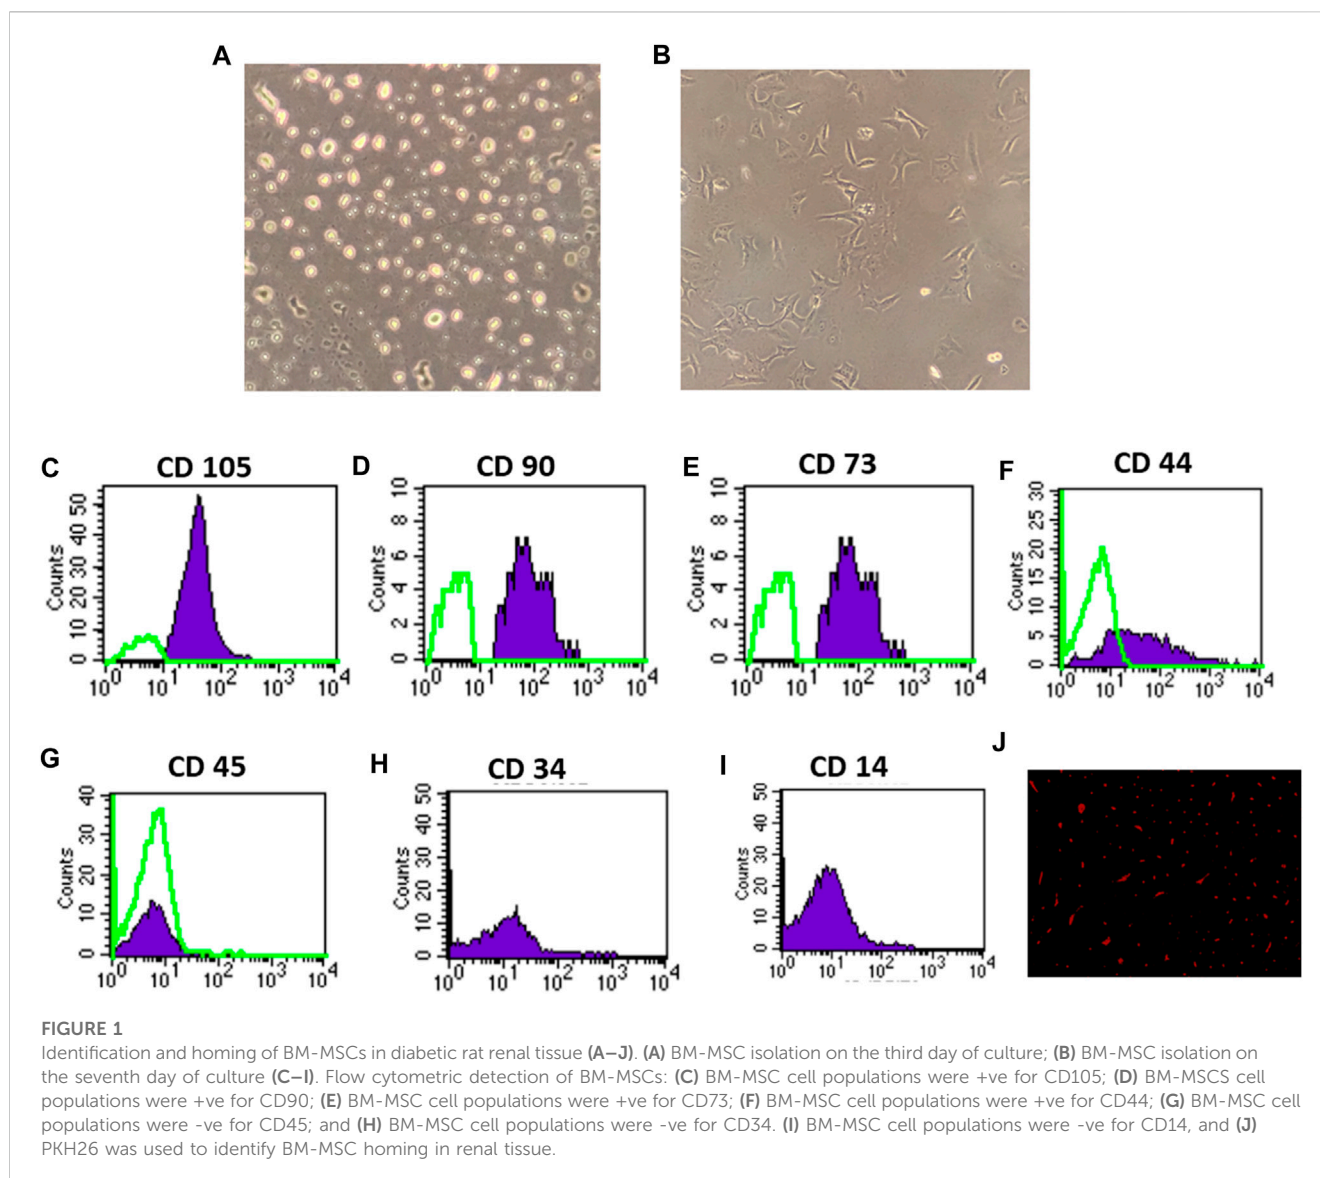 A
B
C
CD 105
D
CD 90
E
CD 73
F
CD 44
Counts
0 10 20 30 40 50
10^0 10^1 10^2 10^3 10^4
Counts
0 2 4 6 8 10
10^0 10^1 10^2 10^3 10^4
Counts
0 2 4 6 8 10
10^0 10^1 10^2 10^3 10^4
Counts
0 5 10 15 20 25 30
10^0 10^1 10^2 10^3 10^4
G
CD 45
H
CD 34
I
CD 14
J
Counts
0 10 20 30 40
10^0 10^1 10^2 10^3 10^4
Counts
0 10 20 30 40 50
10^0 10^1 10^2 10^3 10^4
Counts
0 10 20 30 40 50
10^0 10^1 10^2 10^3 10^4
FIGURE 1
Identification and homing of BM-MSCs in diabetic rat renal tissue (A–J). (A) BM-MSC isolation on the third day of culture; (B) BM-MSC isolation on
the seventh day of culture (C–I). Flow cytometric detection of BM-MSCs: (C) BM-MSC cell populations were +ve for CD105; (D) BM-MSCS cell
populations were +ve for CD90; (E) BM-MSC cell populations were +ve for CD73; (F) BM-MSC cell populations were +ve for CD44; (G) BM-MSC cell
populations were -ve for CD45; and (H) BM-MSC cell populations were -ve for CD34. (I) BM-MSC cell populations were -ve for CD14, and (J)
PKH26 was used to identify BM-MSC homing in renal tissue.